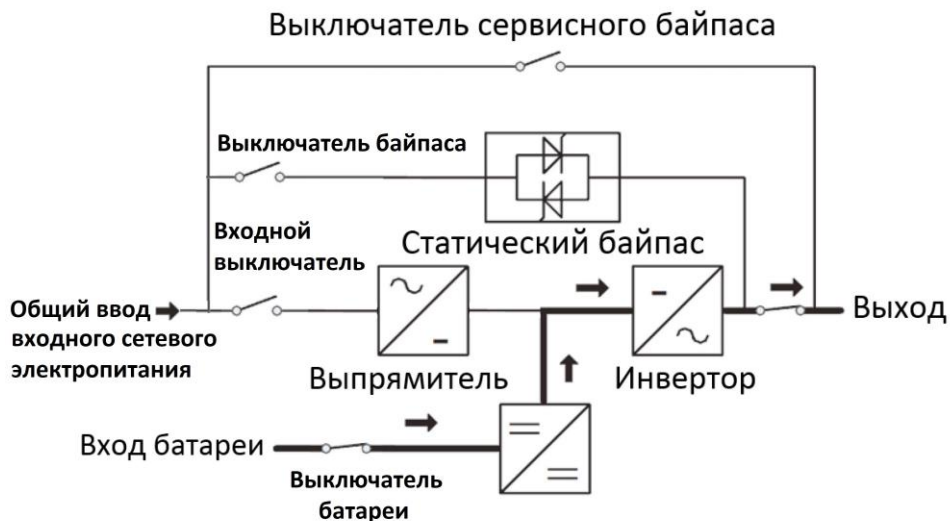 Выключатель сервисного байпаса
Выключатель байпаса
Статический байпас
Входной
выключатель
Общий ввод
входного сетевого
электропитания
Выход
Выпрямитель
Инвертор
Вход батареи
Выключатель
батареи